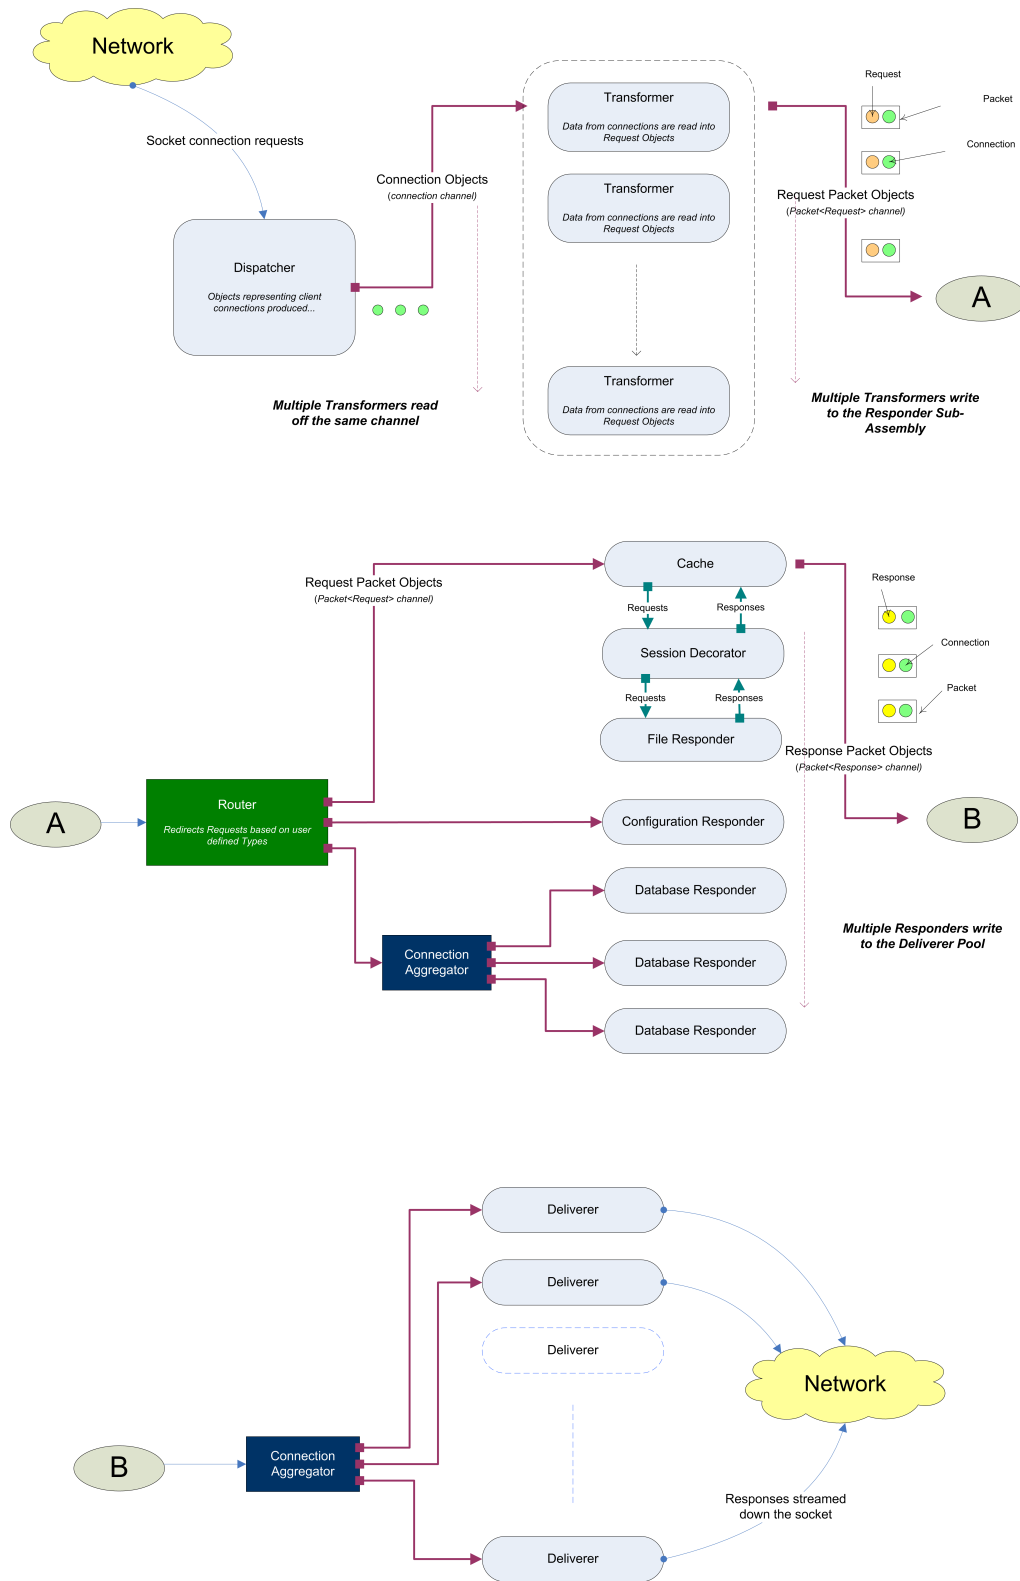 Network
Socket connection requests
Dispatcher
Objects representing client
connections produced...
Connection Objects
(connection channel)
Multiple Transformers read
off the same channel
Transformer
Data from connections are read into
Request Objects
Transformer
Data from connections are read into
Request Objects
Transformer
Data from connections are read into
Request Objects
Request
Packet
Connection
Request Packet Objects
(Packet<Request> channel)
A
Multiple Transformers write
to the Responder Sub-
Assembly
Request Packet Objects
(Packet<Request> channel)
Cache
Requests
Responses
Session Decorator
Requests
Responses
File Responder
Response
Connection
Packet
Response Packet Objects
(Packet<Response> channel)
A
Router
Redirects Requests based on user
defined Types
Configuration Responder
B
Database Responder
Connection
Aggregator
Database Responder
Database Responder
Multiple Responders write
to the Deliverer Pool
Deliverer
Deliverer
Deliverer
Network
B
Connection
Aggregator
Responses streamed
down the socket
Deliverer